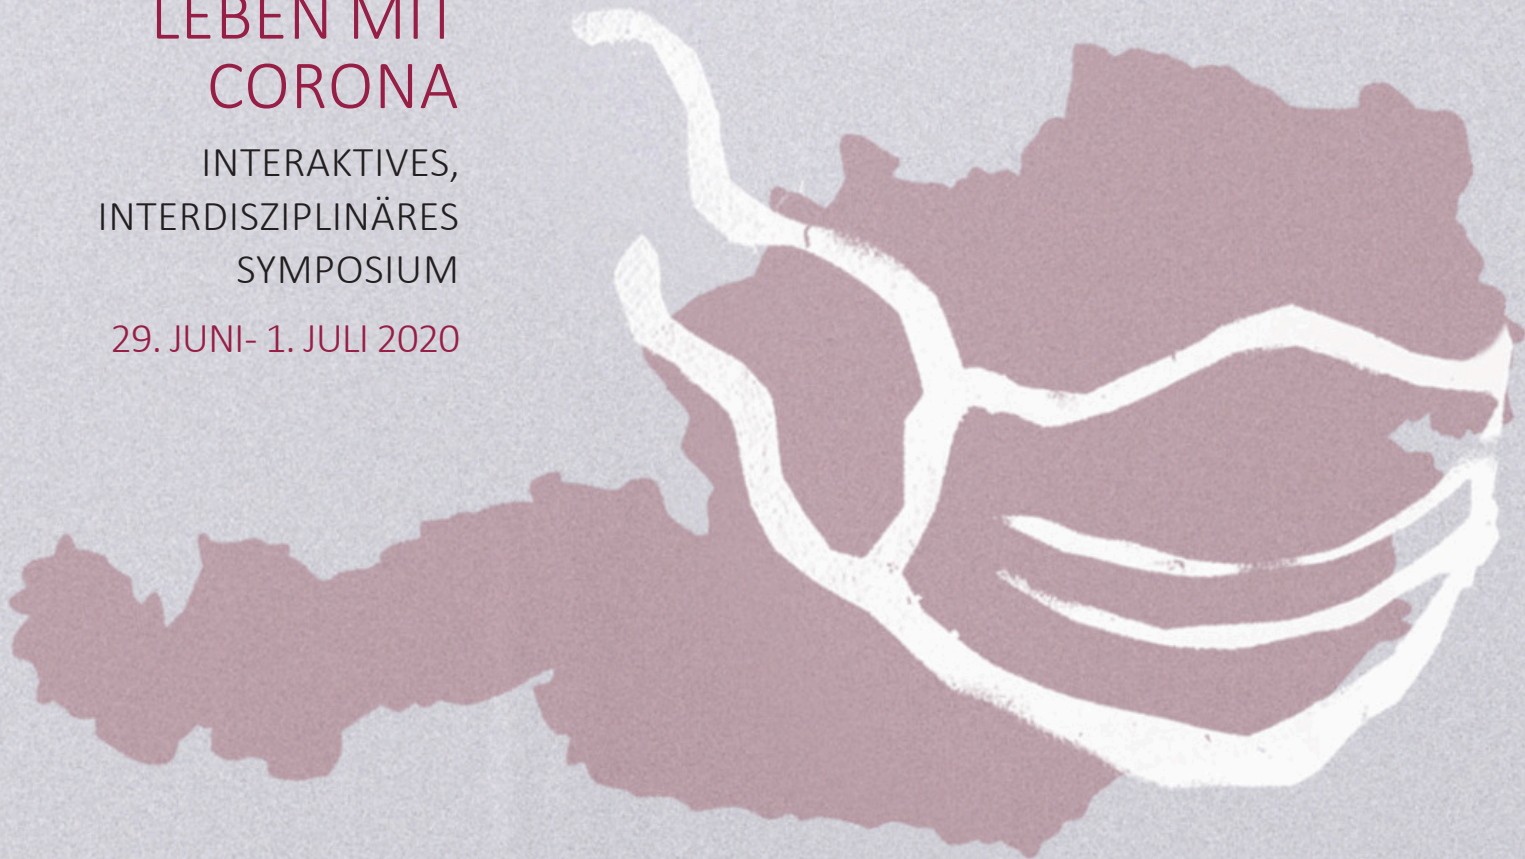 LEBEN MIT
CORONA
INTERAKTIVES,
INTERDISZIPLINÄRES
SYMPOSIUM
29. JUNI- 1. JULI 2020